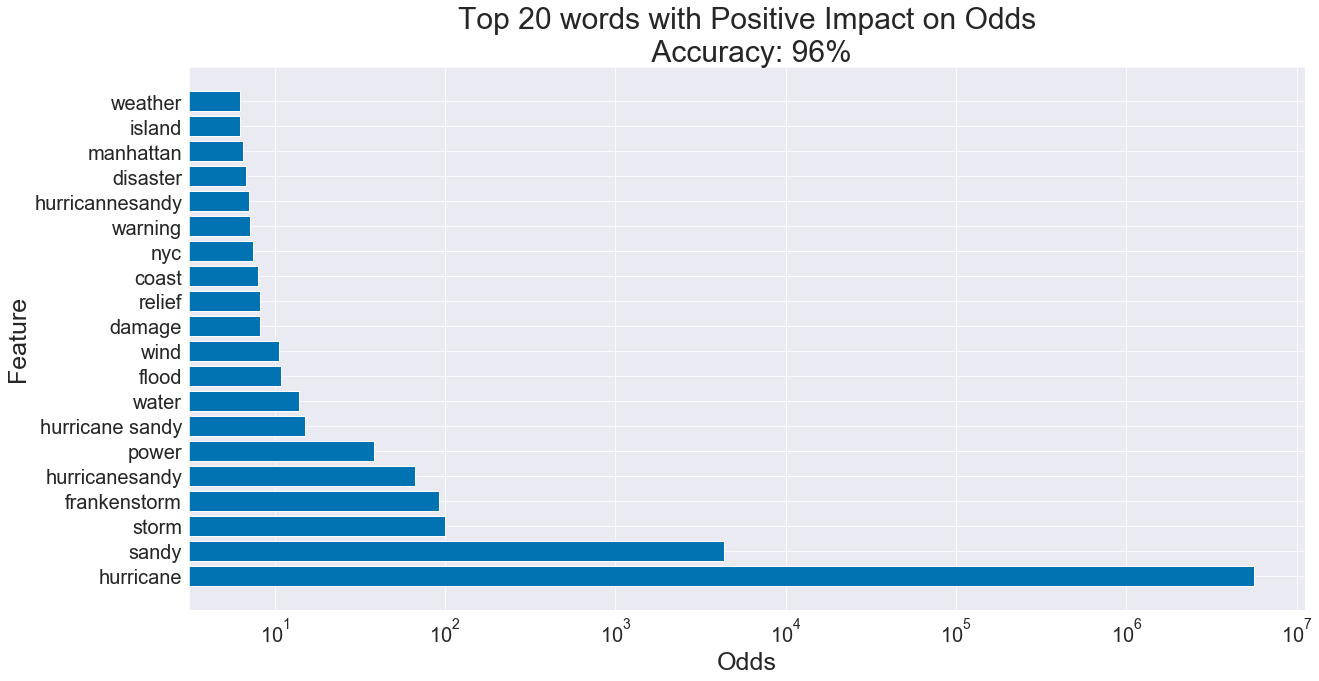 Top 20 words with Positive Impact on Odds
Accuracy: 96%
Feature
weather
island
manhattan
disaster
hurricannesandy
warning
nyc
coast
relief
damage
wind
flood
water
hurricane sandy
power
hurricanesandy
frankenstorm
storm
sandy
hurricane
10¹ 10² 10³ 10⁴ 10⁵ 10⁶ 10⁷
Odds